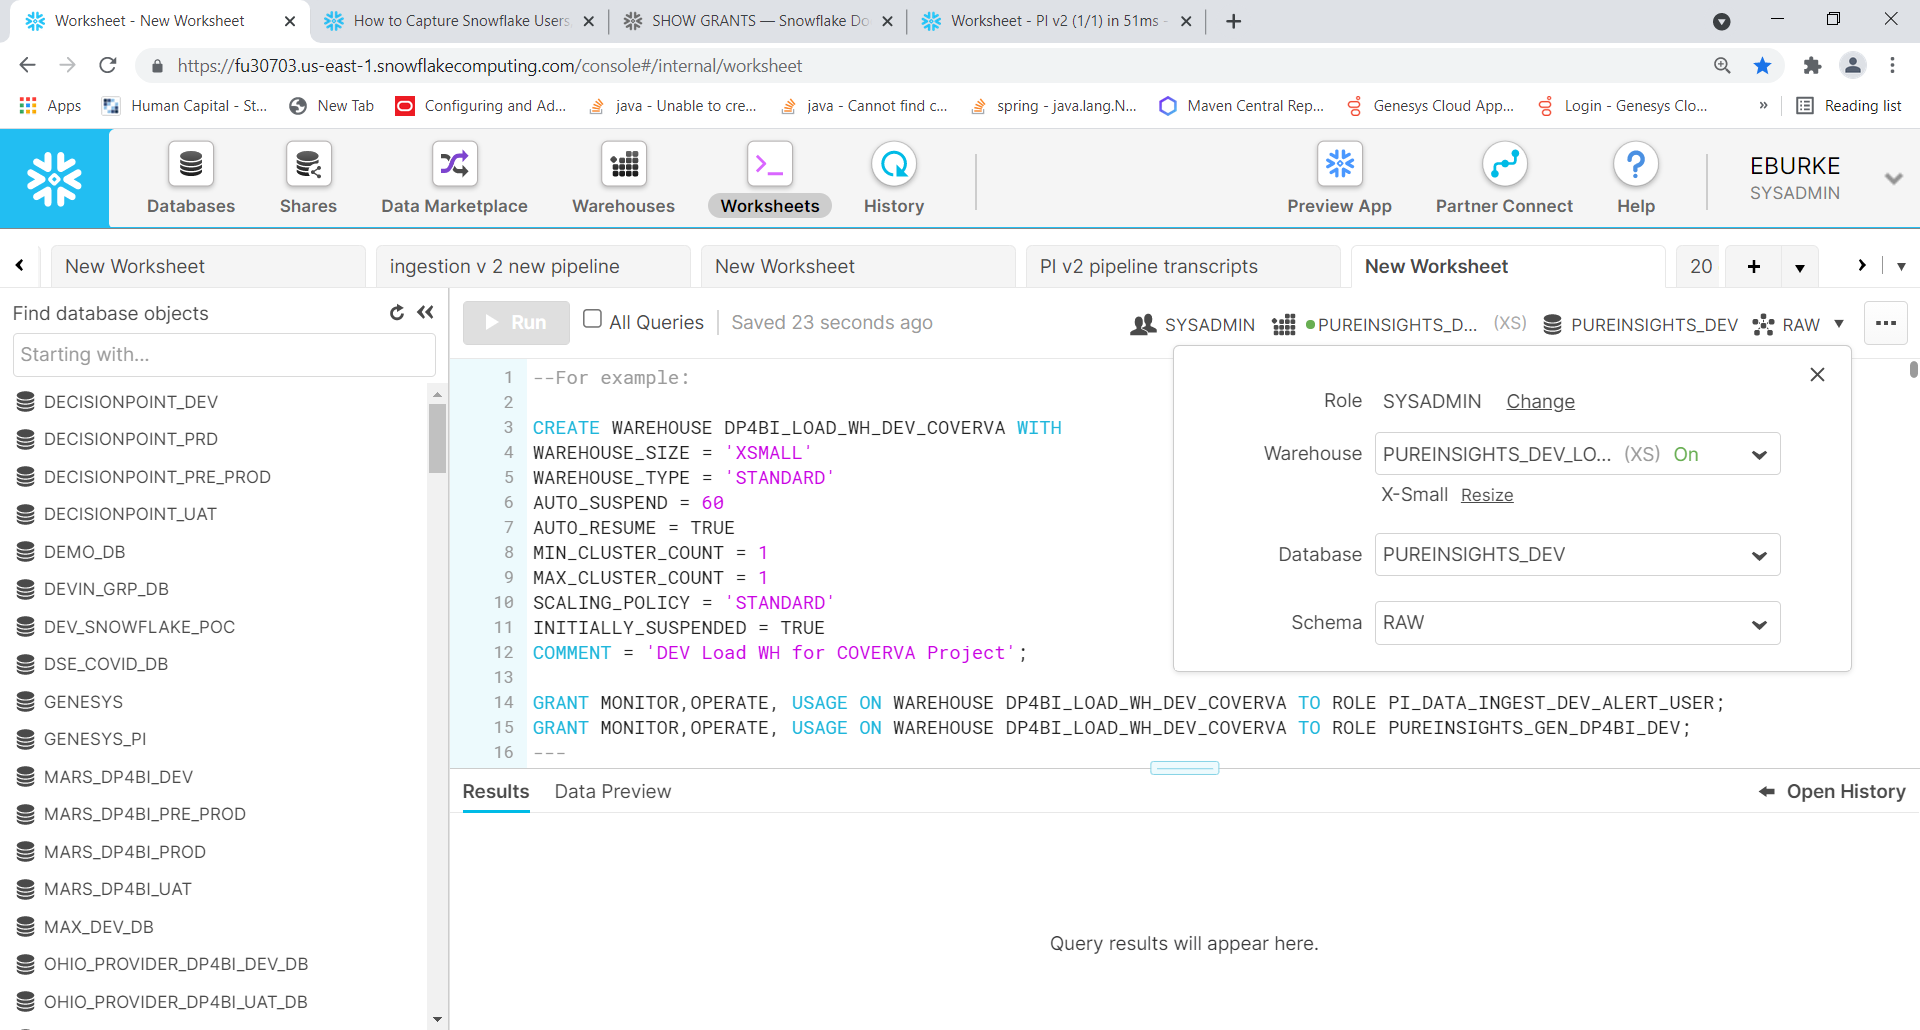 Worksheet - New Worksheet
How to Capture Snowflake Users
SHOW GRANTS — Snowflake Do
Worksheet - PI v2 (1/1) in 51ms -
https://fu30703.us-east-1.snowflakecomputing.com/console#/internal/worksheet
Apps
Human Capital - St...
New Tab
Configuring and Ad...
java - Unable to cre...
java - Cannot find c...
spring - java.lang.N...
Maven Central Rep...
Genesys Cloud App...
Login - Genesys Clo...
»
Reading list
Databases
Shares
Data Marketplace
Warehouses
Worksheets
History
Preview App
Partner Connect
Help
EBURKE
SYSADMIN
New Worksheet
ingestion v 2 new pipeline
New Worksheet
PI v2 pipeline transcripts
New Worksheet
20
Find database objects
Starting with...
DECISIONPOINT_DEV
DECISIONPOINT_PRD
DECISIONPOINT_PRE_PROD
DECISIONPOINT_UAT
DEMO_DB
DEVIN_GRP_DB
DEV_SNOWFLAKE_POC
DSE_COVID_DB
GENESYS
GENESYS_PI
MARS_DP4BI_DEV
MARS_DP4BI_PRE_PROD
MARS_DP4BI_PROD
MARS_DP4BI_UAT
MAX_DEV_DB
OHIO_PROVIDER_DP4BI_DEV_DB
OHIO_PROVIDER_DP4BI_UAT_DB
Run
All Queries
Saved 23 seconds ago
SYSADMIN
PUREINSIGHTS_D... (XS)
PUREINSIGHTS_DEV
RAW
1 --For example:
2
3 CREATE WAREHOUSE DP4BI_LOAD_WH_DEV_COVERVA WITH
4 WAREHOUSE_SIZE = 'XSMALL'
5 WAREHOUSE_TYPE = 'STANDARD'
6 AUTO_SUSPEND = 60
7 AUTO_RESUME = TRUE
8 MIN_CLUSTER_COUNT = 1
9 MAX_CLUSTER_COUNT = 1
10 SCALING_POLICY = 'STANDARD'
11 INITIALLY_SUSPENDED = TRUE
12 COMMENT = 'DEV Load WH for COVERVA Project';
13
14 GRANT MONITOR,OPERATE, USAGE ON WAREHOUSE DP4BI_LOAD_WH_DEV_COVERVA TO ROLE PI_DATA_INGEST_DEV_ALERT_USER;
15 GRANT MONITOR,OPERATE, USAGE ON WAREHOUSE DP4BI_LOAD_WH_DEV_COVERVA TO ROLE PUREINSIGHTS_GEN_DP4BI_DEV;
16 ---
Role SYSADMIN Change
Warehouse PUREINSIGHTS_DEV_LO... (XS) On
X-Small Resize
Database PUREINSIGHTS_DEV
Schema RAW
Results
Data Preview
Open History
Query results will appear here.